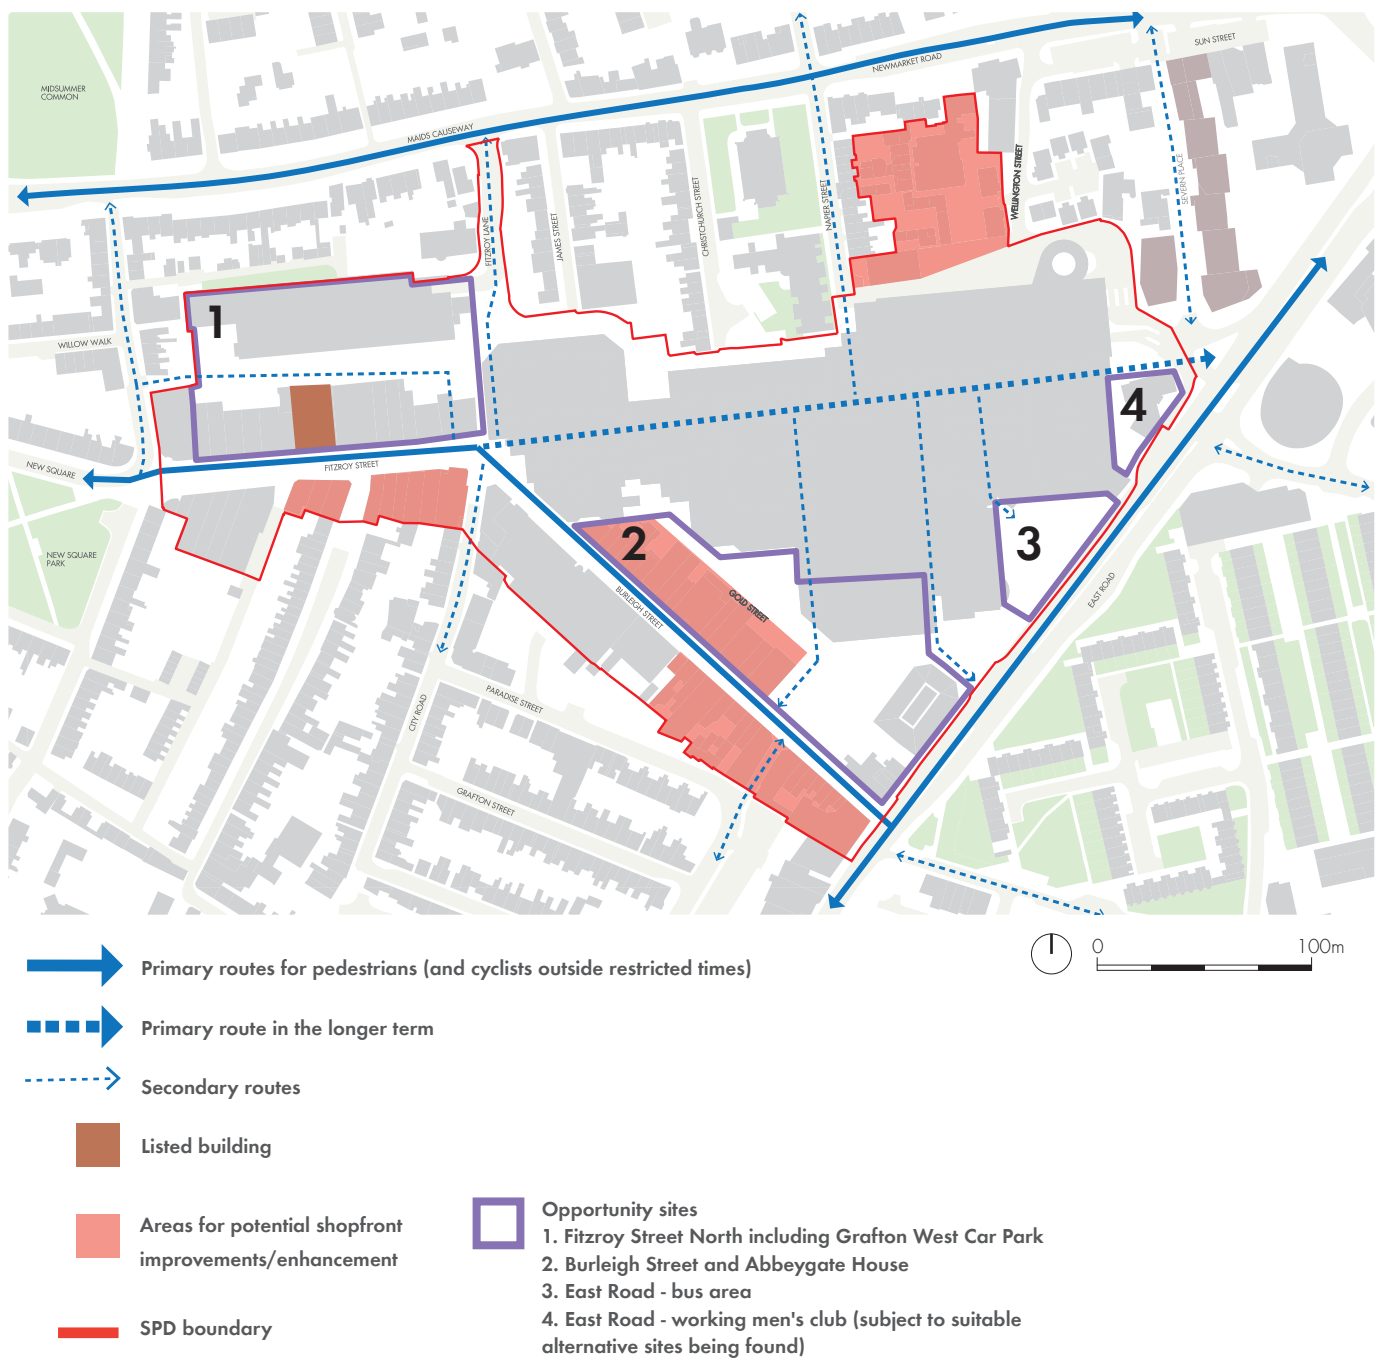 SUN STREET
NEWMARKET ROAD
MIDSUMMER
COMMON
MAIDS CAUSEWAY
WELLINGTON STREET
SEVERN PLACE
NAPIER STREET
CHRISTCHURCH STREET
JAMES STREET
FITZROY LANE
1
WILLOW WALK
4
FITZROY STREET
NEW SQUARE
NEW SQUARE
PARK
2
3
GOLD STREET
BURLEIGH STREET
EAST ROAD
PARADISE STREET
CITY ROAD
GRAFTON STREET
0 100m
Primary routes for pedestrians (and cyclists outside restricted times)
Primary route in the longer term
Secondary routes
Listed building
Areas for potential shopfront
improvements/enhancement
SPD boundary
Opportunity sites
1. Fitzroy Street North including Grafton West Car Park
2. Burleigh Street and Abbeygate House
3. East Road - bus area
4. East Road - working men's club (subject to suitable
alternative sites being found)